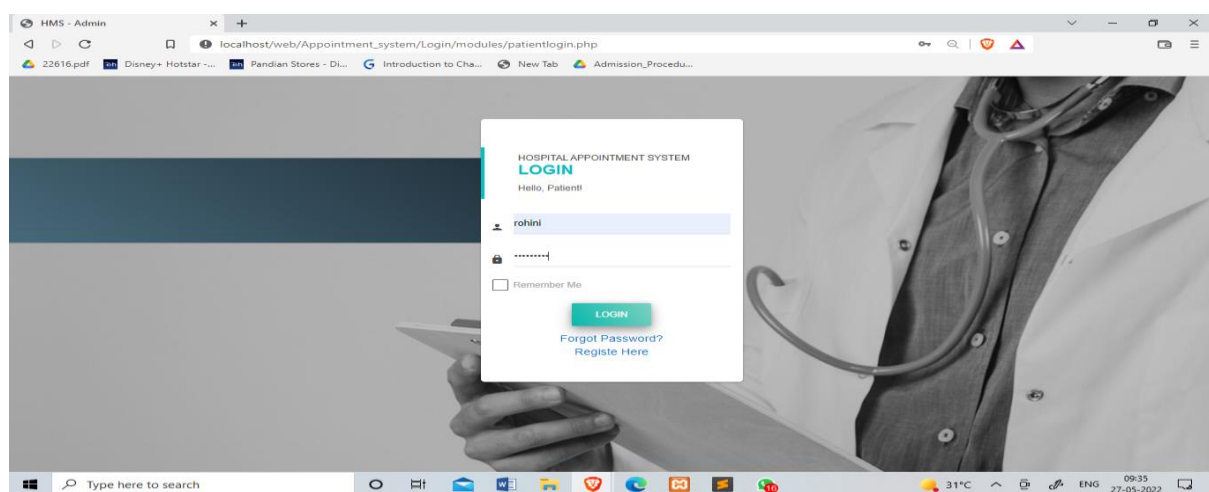 HMS - Admin
localhost/web/Appointment_system/Login/modules/patientlogin.php
22616.pdf Disney+ Hotstar -... Pandian Stores - Di... Introduction to Cha... New Tab Admission_Procedu...
HOSPITAL APPOINTMENT SYSTEM
LOGIN
Hello, Patient!
rohini
Remember Me
LOGIN
Forgot Password?
Registe Here
Type here to search
31°C ENG 09:35
27-05-2022